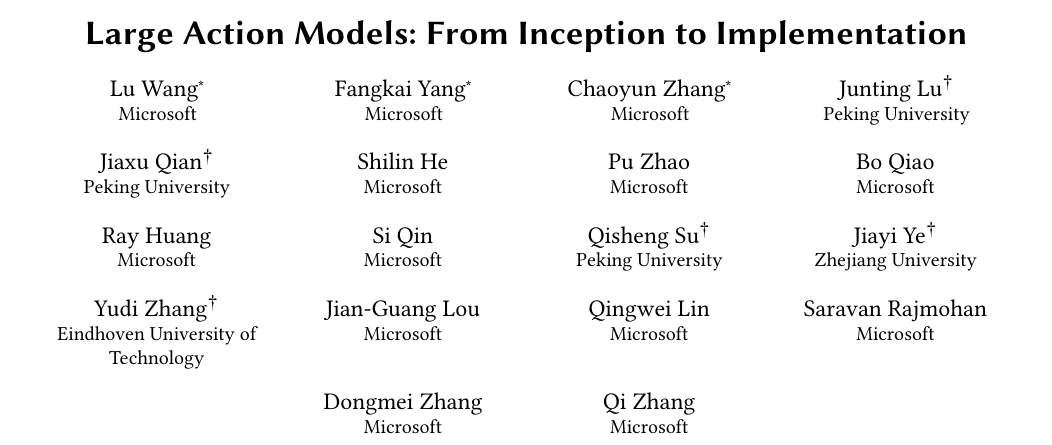 Large Action Models: From Inception to Implementation
Lu Wang* Fangkai Yang* Chaoyun Zhang* Junting Lu†
Microsoft Microsoft Microsoft Peking University
Jiaxu Qian† Shilin He Pu Zhao Bo Qiao
Peking University Microsoft Microsoft Microsoft
Ray Huang Si Qin Qisheng Su† Jiayi Ye†
Microsoft Microsoft Peking University Zhejiang University
Yudi Zhang† Jian-Guang Lou Qingwei Lin Saravan Rajmohan
Eindhoven University of Microsoft Microsoft Microsoft
Technology
Dongmei Zhang Qi Zhang
Microsoft Microsoft